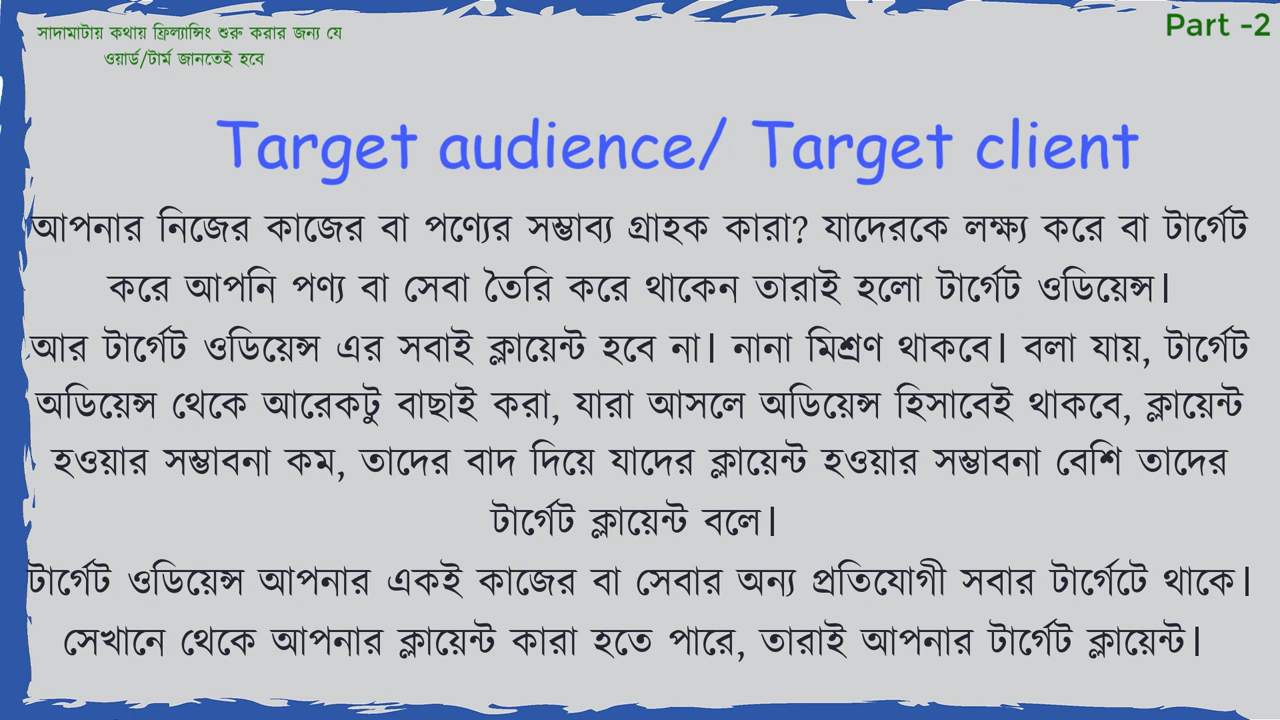 সাদামাটায় কথায় ফ্রিল্যান্সিং শুরু করার জন্য যে
ওয়ার্ড/টার্ম জানতেই হবে
Part -2
Target audience/ Target client
আপনার নিজের কাজের বা পণ্যের সম্ভাব্য গ্রাহক কারা? যাদেরকে লক্ষ্য করে বা টার্গেট
করে আপনি পণ্য বা সেবা তৈরি করে থাকেন তারাই হলো টার্গেট ওডিয়েন্স।
আর টার্গেট ওডিয়েন্স এর সবাই ক্লায়েন্ট হবে না। নানা মিশ্রণ থাকবে। বলা যায়, টার্গেট
অডিয়েন্স থেকে আরেকটু বাছাই করা, যারা আসলে অডিয়েন্স হিসাবেই থাকবে, ক্লায়েন্ট
হওয়ার সম্ভাবনা কম, তাদের বাদ দিয়ে যাদের ক্লায়েন্ট হওয়ার সম্ভাবনা বেশি তাদের
টার্গেট ক্লায়েন্ট বলে।
টার্গেট ওডিয়েন্স আপনার একই কাজের বা সেবার অন্য প্রতিযোগী সবার টার্গেটে থাকে।
সেখানে থেকে আপনার ক্লায়েন্ট কারা হতে পারে, তারাই আপনার টার্গেট ক্লায়েন্ট।